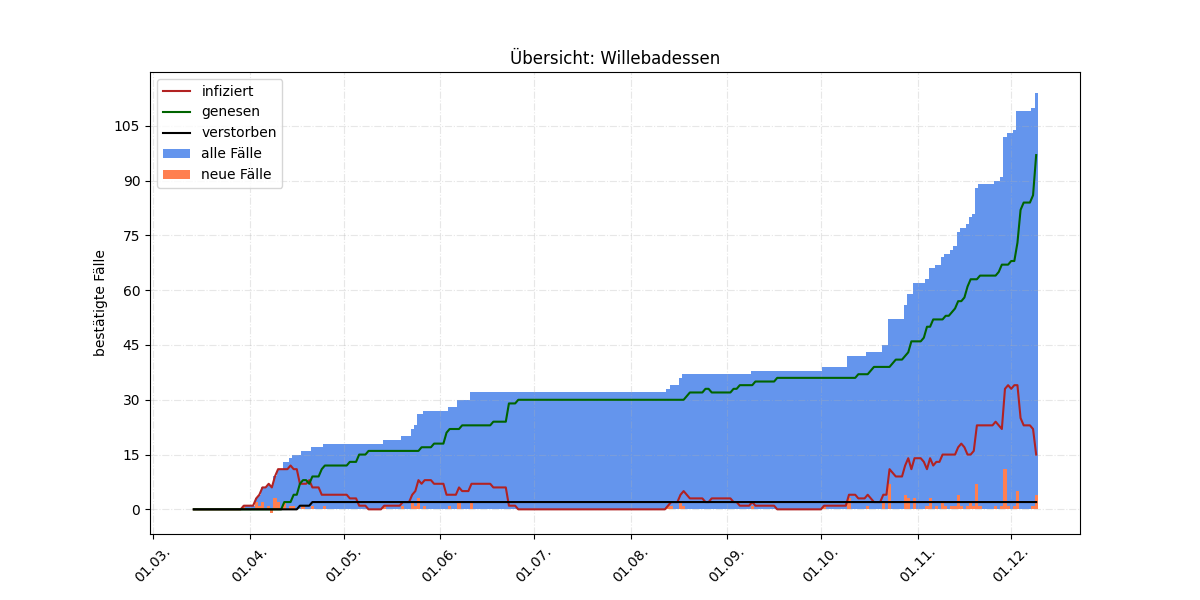 Übersicht: Willebadessen
infiziert
genesen
verstorben
alle Fälle
neue Fälle
bestätigte Fälle
105
90
75
60
45
30
15
0
01.03.
01.04.
01.05.
01.06.
01.07.
01.08.
01.09.
01.10.
01.11.
01.12.